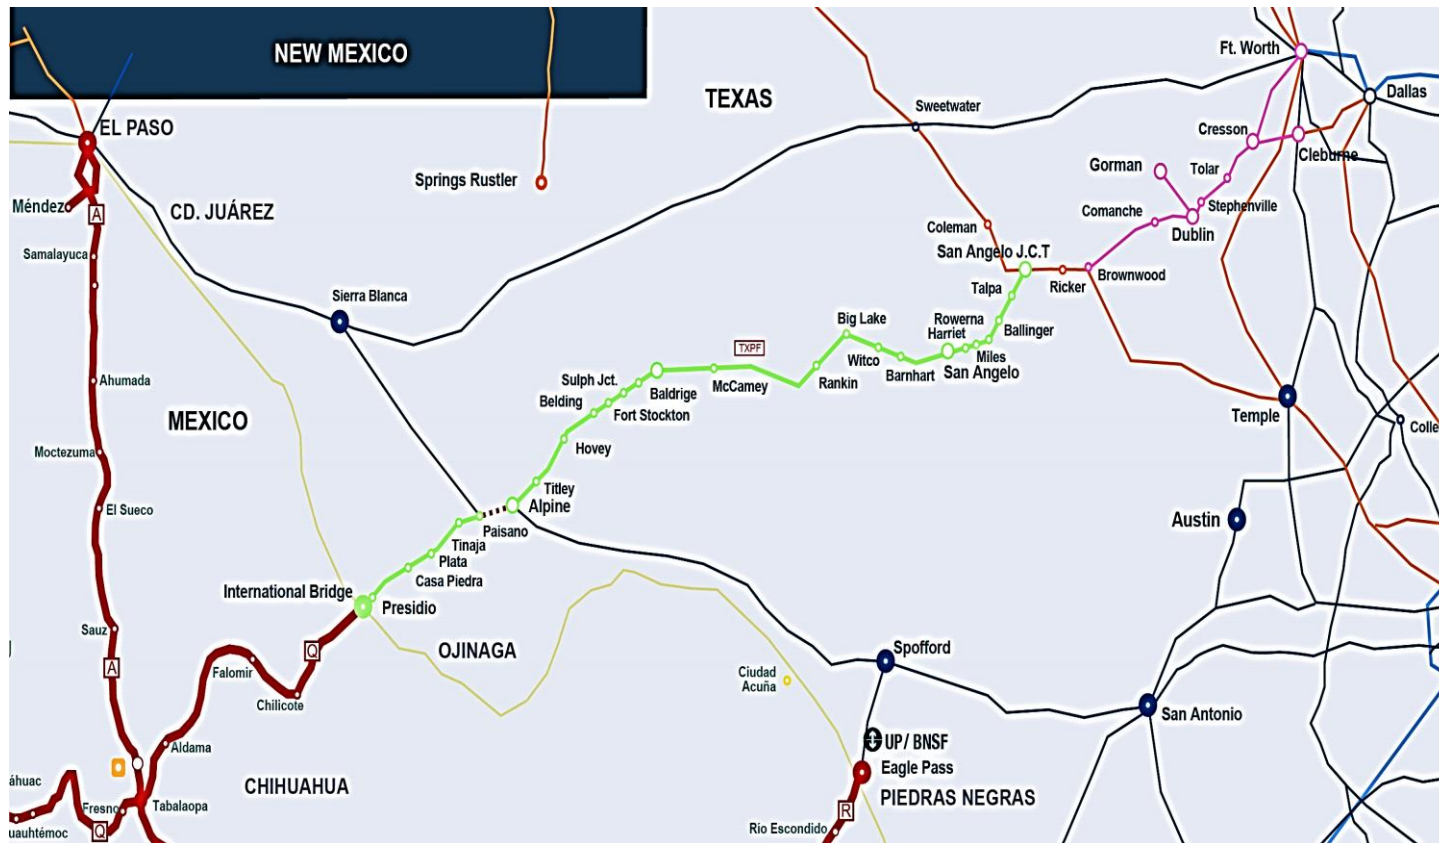 NEW MEXICO
Ft. Worth
TEXAS
Dallas
Sweetwater
EL PASO
Cresson
Cleburne
Gorman
Tolar
Springs Rustler
Méndez
A
CD. JUÁREZ
Comanche
Stephenville
Coleman
Dublin
Samalayuca
San Angelo J.C.T
Brownwood
Ricker
Talpa
Sierra Blanca
Big Lake
Rowerna
Harriet
Ballinger
TXPF
Witco
Miles
Barnhart
San Angelo
Rankin
Ahumada
Sulph Jct.
Baldrige
McCamey
Belding
Fort Stockton
MEXICO
Temple
Colle
Hovey
Moctezuma
Titley
El Sueco
Alpine
Austin
Paisano
Tinaja
Plata
Casa Piedra
International Bridge
Presidio
Sauz
Q
OJINAGA
Spofford
A
Falomir
Ciudad
Acuña
Chilicote
San Antonio
Aldama
UP / BNSF
Eagle Pass
áhuac
CHIHUAHUA
PIEDRAS NEGRAS
Fresno
Tabalaopa
R
uauhtémoc
Q
Río Escondido